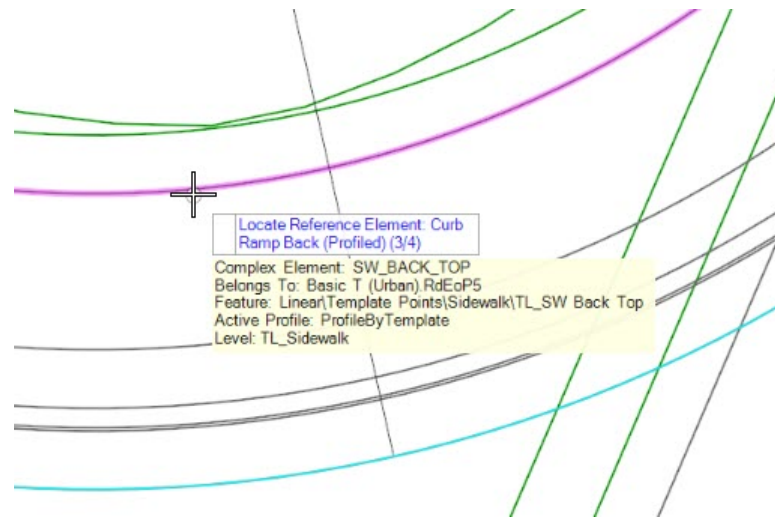 Locate Reference Element: Curb
Ramp Back (Profiled) (3/4)
Complex Element: SW_BACK_TOP
Belongs To: Basic T (Urban).RdEoP5
Feature: Linear\Template Points\Sidewalk\TL_SW Back Top
Active Profile: ProfileByTemplate
Level: TL_Sidewalk